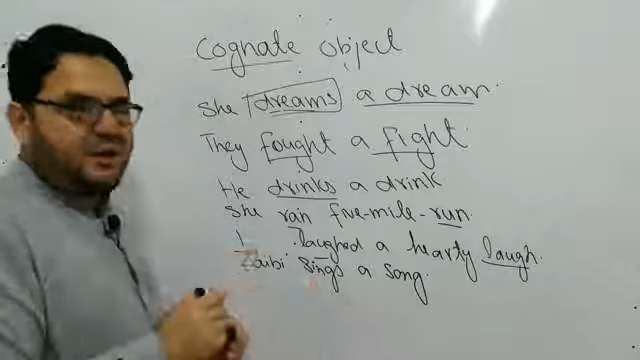 Cognate object
She dreams a dream.
They fought a fight.
He drinks a drink
She ran five-mile-run.
I laughed a hearty laugh.
Zaibi sings a song.